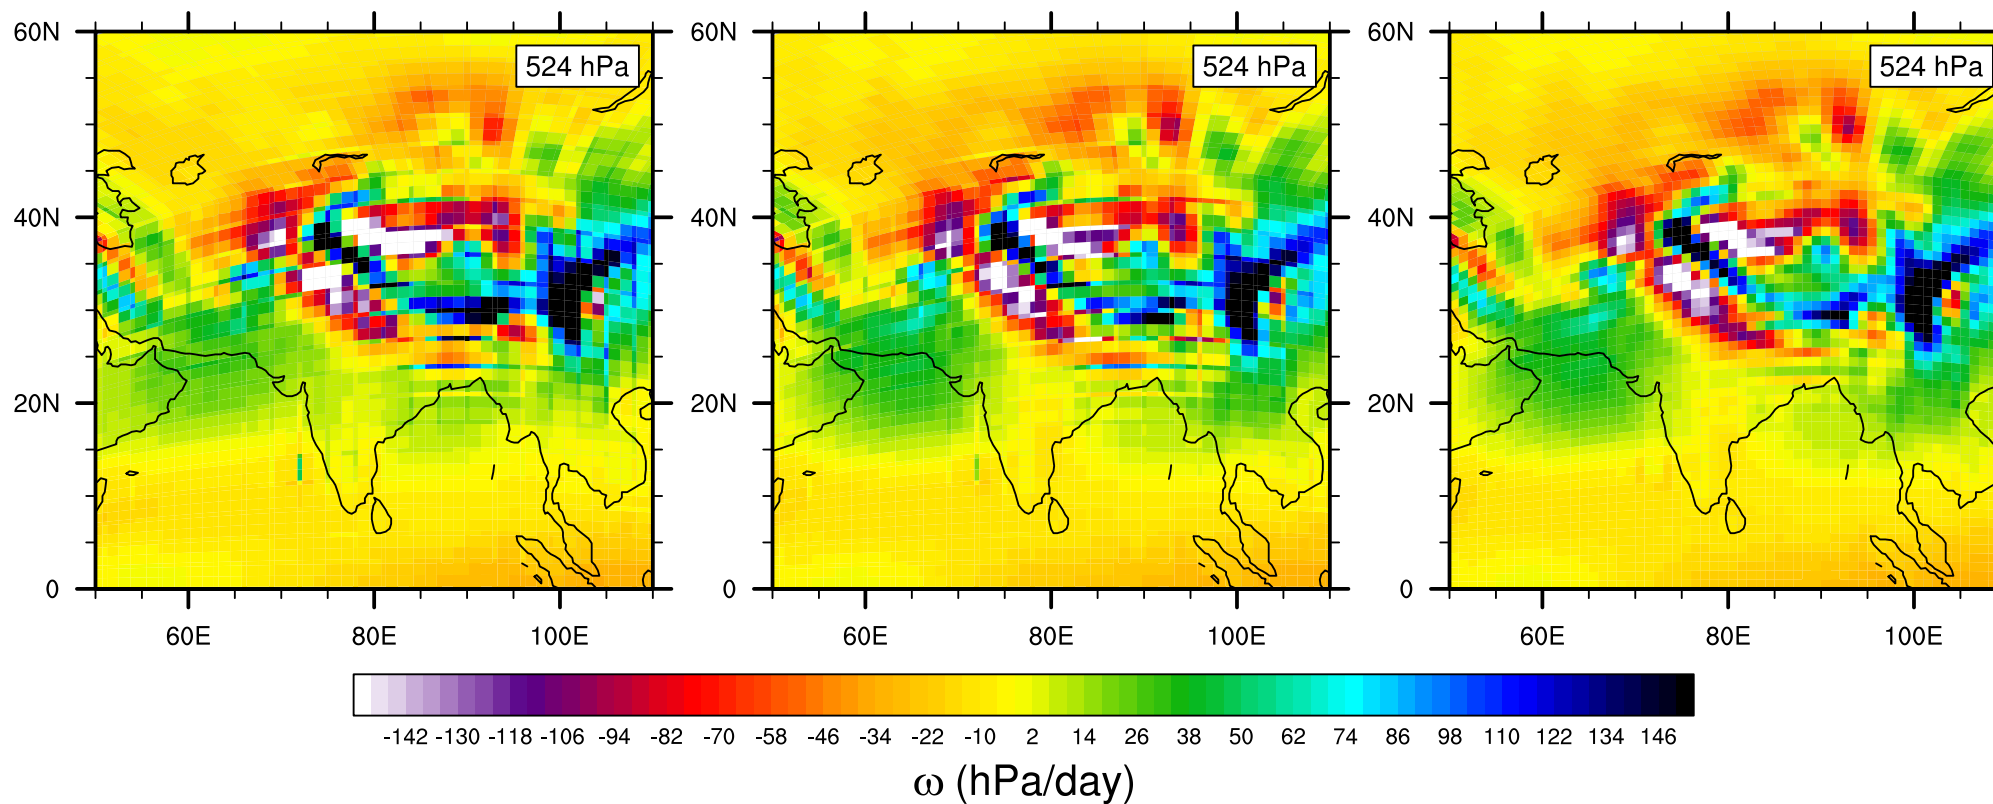 60N 60N 60N
524 hPa 524 hPa 524 hPa
40N 40N 40N
20N 20N 20N
0 0 0
60E 80E 100E 60E 80E 100E 60E 80E 100E
-142 -130 -118 -106 -94 -82 -70 -58 -46 -34 -22 -10 2 14 26 38 50 62 74 86 98 110 122 134 146
ω (hPa/day)